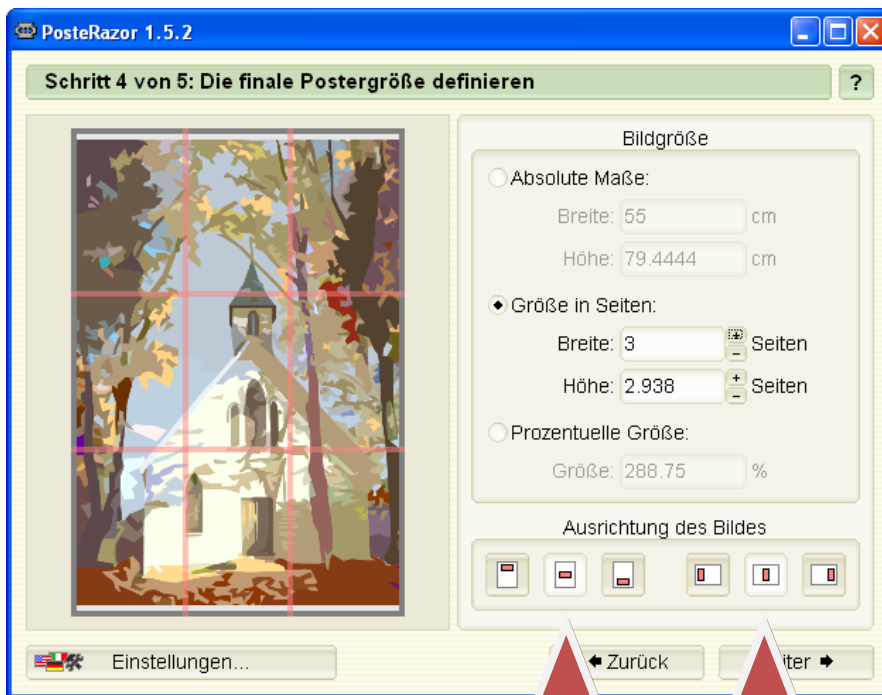 PosteRazor 1.5.2
Schritt 4 von 5: Die finale Postergröße definieren
?
Bildgröße
Absolute Maße:
Breite: 55 cm
Höhe: 79.4444 cm
Größe in Seiten:
Breite: 3 Seiten
Höhe: 2.938 Seiten
Prozentuelle Größe:
Größe: 288.75 %
Ausrichtung des Bildes
Einstellungen...
Zurück
iter